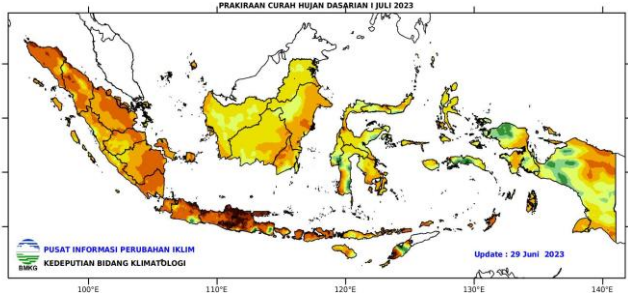 PRAKIRAAN CURAH HUJAN DASARIAN I JULI 2023
PUSAT INFORMASI PERUBAHAN IKLIM
KEDEPUTIAN BIDANG KLIMATOLOGI
BMKG
Update : 29 Juni 2023
100°E 110°E 120°E 130°E 140°E